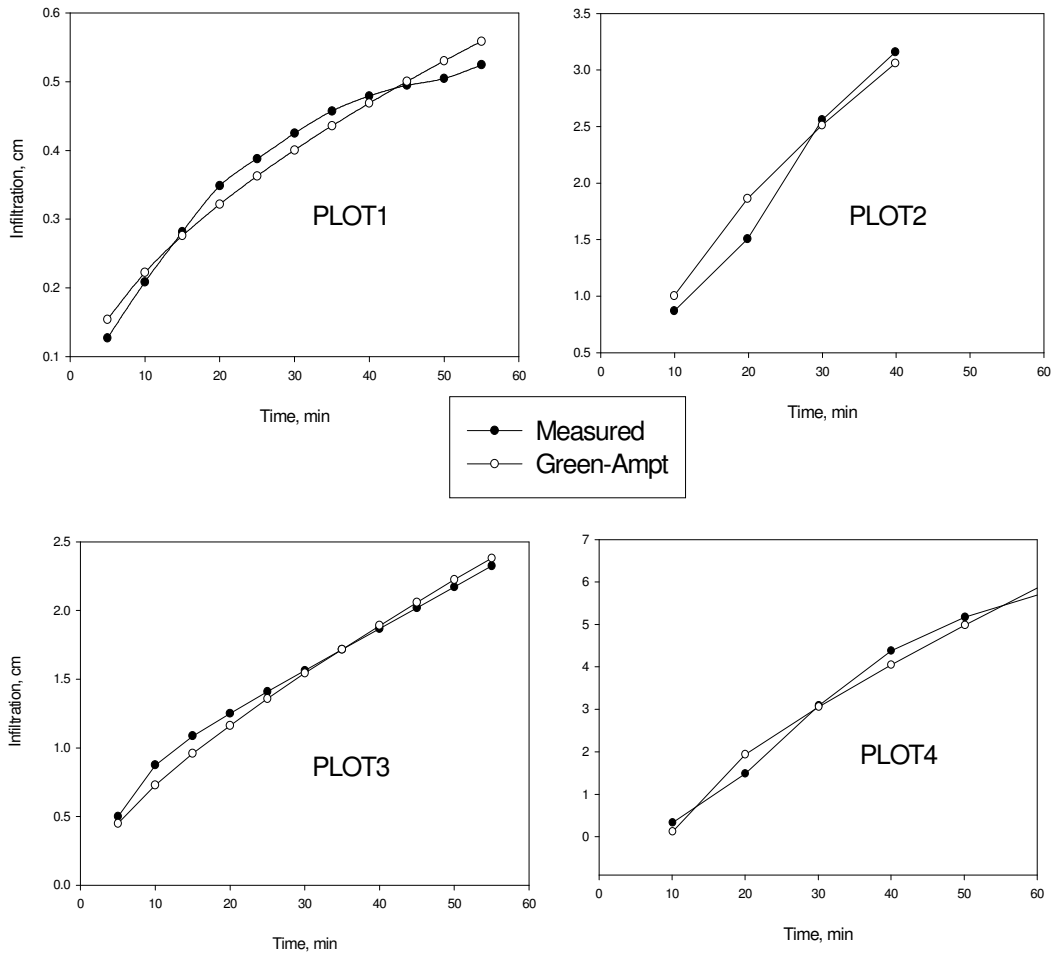 0.6
0.5
0.4
0.3
0.2
0.1
Infiltration, cm
PLOT1
0 10 20 30 40 50 60
Time, min
3.5
3.0
2.5
2.0
1.5
1.0
0.5
PLOT2
0 10 20 30 40 50 60
Time, min
Measured
Green-Ampt
2.5
2.0
1.5
1.0
0.5
0.0
Infiltration, cm
PLOT3
0 10 20 30 40 50 60
Time, min
7
6
5
4
3
2
1
0
PLOT4
0 10 20 30 40 50 60
Time, min